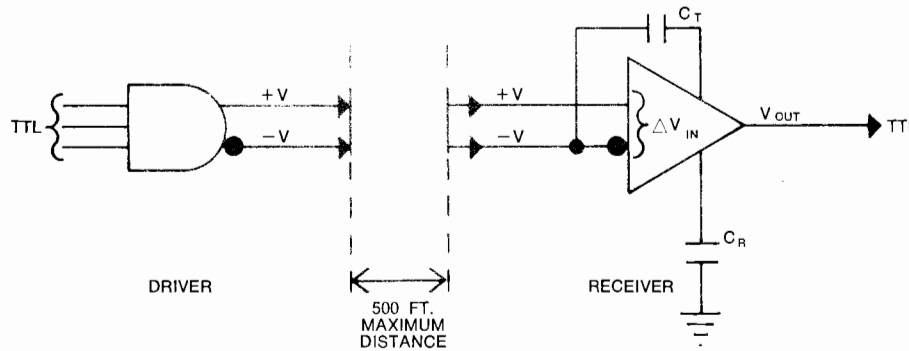 C_T
+V
+V
TTL
ΔV_IN
V_OUT
TT
−V
−V
C_R
DRIVER
RECEIVER
500 FT.
MAXIMUM
DISTANCE